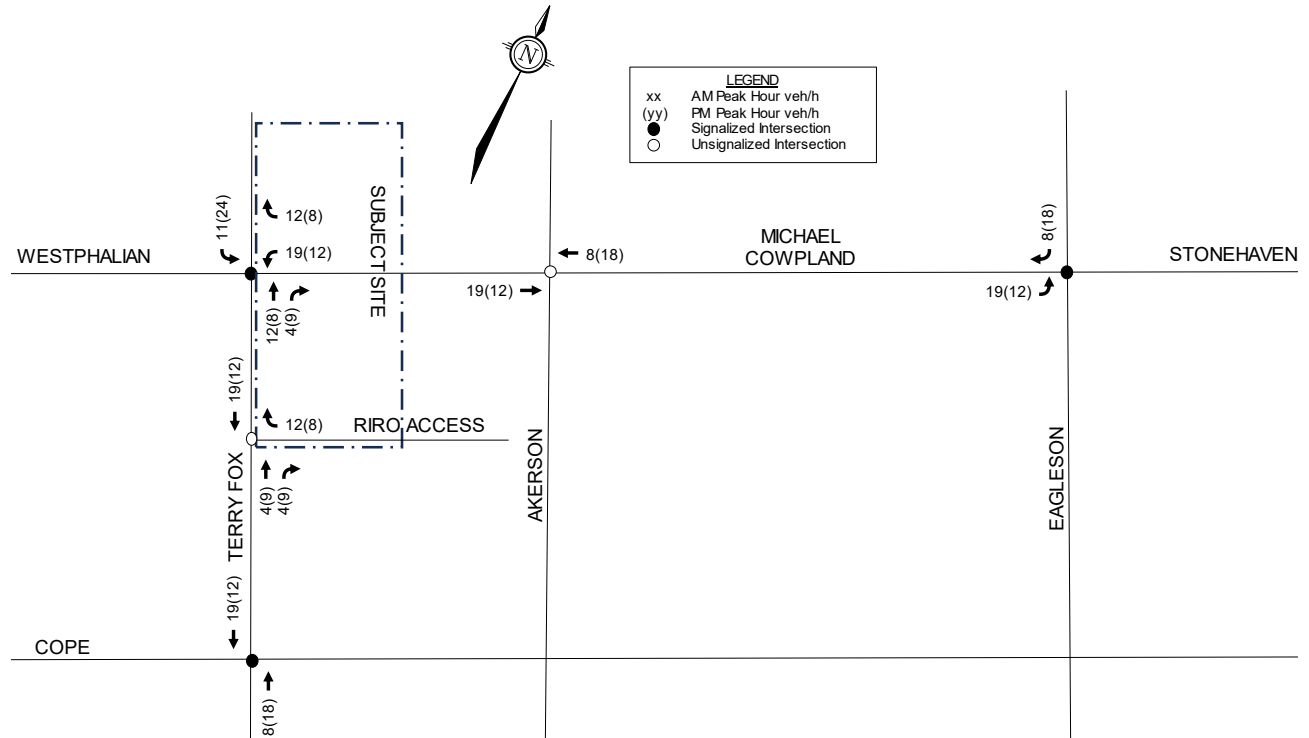 N
LEGEND
xx AM Peak Hour veh/h
(yy) PM Peak Hour veh/h
Signalized Intersection
Unsignalized Intersection
SUBJECT SITE
11(24)
12(8)
8(18)
WESTPHALIAN
19(12)
8(18)
MICHAEL
COWPLAND
STONEHAVEN
12(8)
4(9)
19(12)
19(12)
19(12)
12(8)
RIRO ACCESS
4(9)
4(9)
TERRY FOX
AKERSON
EAGLESON
19(12)
COPE
8(18)